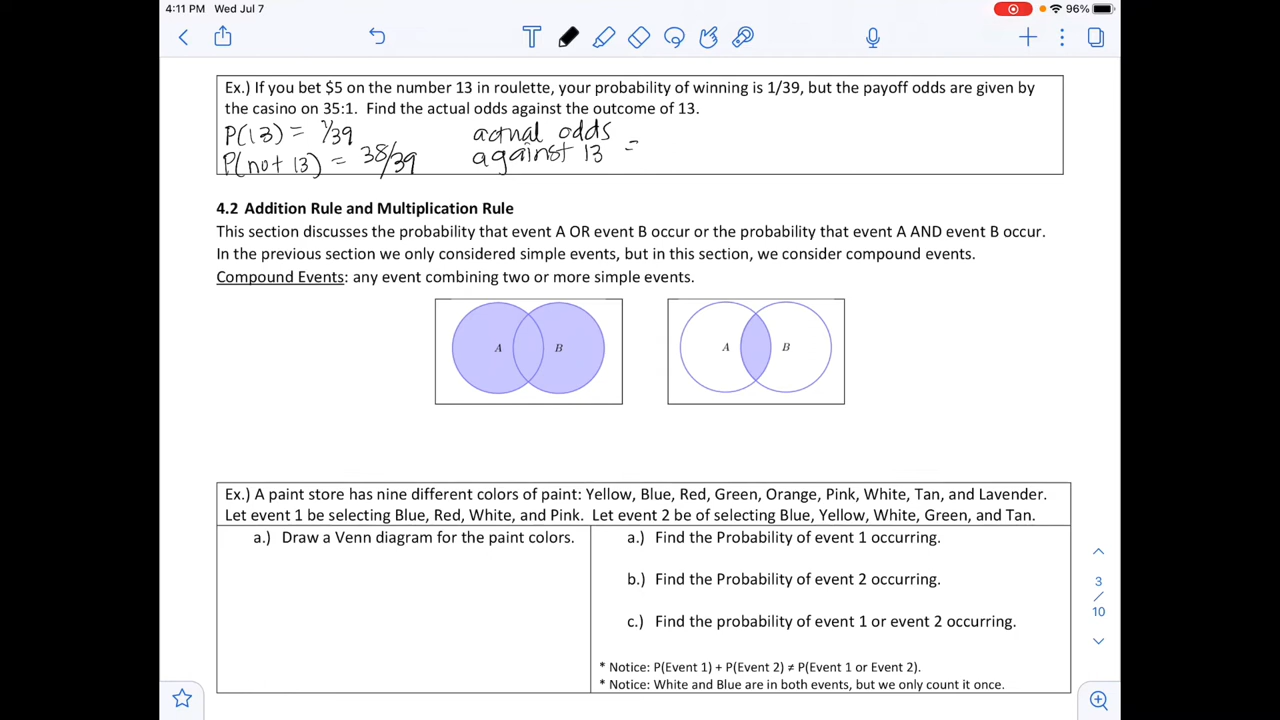 4:11 PM Wed Jul 7
96%
Ex.) If you bet $5 on the number 13 in roulette, your probability of winning is 1/39, but the payoff odds are given by
the casino on 35:1. Find the actual odds against the outcome of 13.
P(13) = 1/39
P(not 13) = 38/39
actual odds
against 13 =
4.2 Addition Rule and Multiplication Rule
This section discusses the probability that event A OR event B occur or the probability that event A AND event B occur.
In the previous section we only considered simple events, but in this section, we consider compound events.
Compound Events: any event combining two or more simple events.
A B
A B
Ex.) A paint store has nine different colors of paint: Yellow, Blue, Red, Green, Orange, Pink, White, Tan, and Lavender.
Let event 1 be selecting Blue, Red, White, and Pink. Let event 2 be of selecting Blue, Yellow, White, Green, and Tan.
a.) Draw a Venn diagram for the paint colors.
a.) Find the Probability of event 1 occurring.
b.) Find the Probability of event 2 occurring.
c.) Find the probability of event 1 or event 2 occurring.
* Notice: P(Event 1) + P(Event 2) ≠ P(Event 1 or Event 2).
* Notice: White and Blue are in both events, but we only count it once.
3
/
10